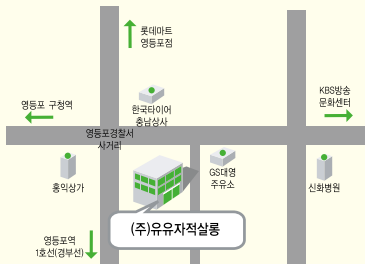 롯데마트
영등포점
KBS방송
문화센터
영등포 구청역
한국타이어
충남상사
영등포경찰서
사거리
홍익상가
GS대영
주유소
신화병원
(주)유유자적살롱
영등포역
1호선(경부선)